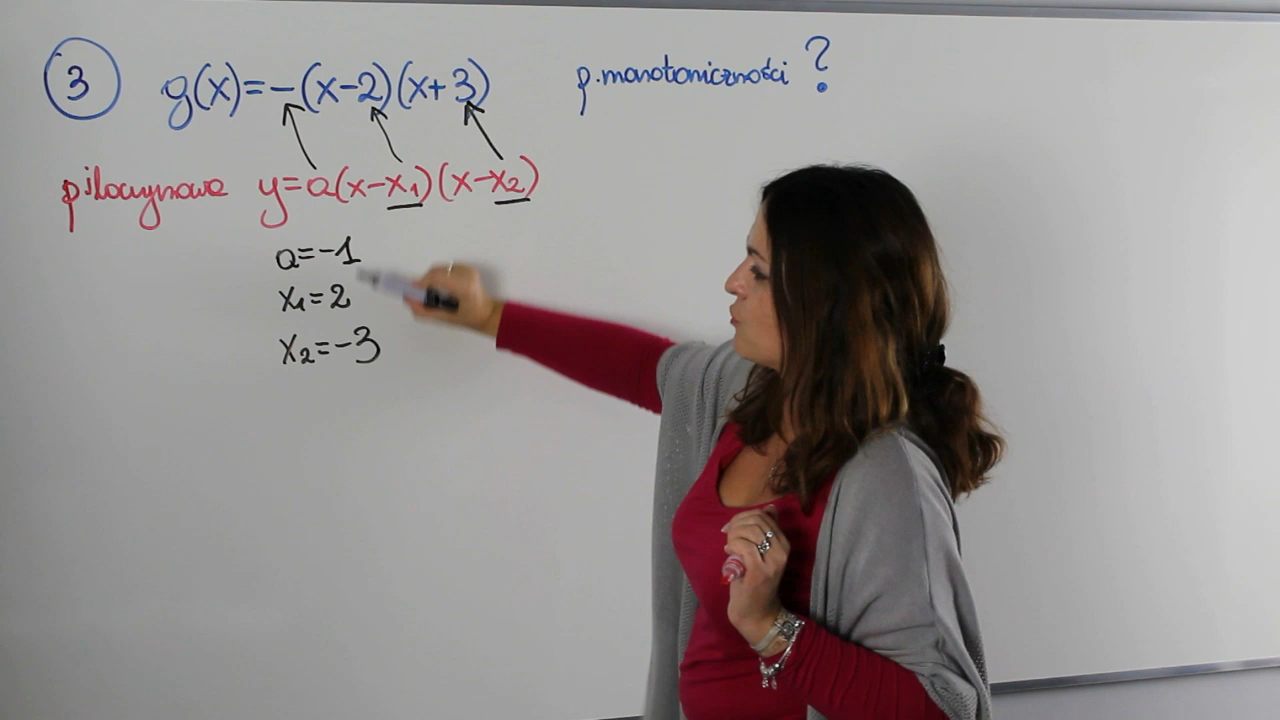 3 g(x)=-(x-2)(x+3) p.monotoniczności ?
p.iloczynowa y=a(x-x₁)(x-x₂)
a=-1
x₁=2
x₂=-3